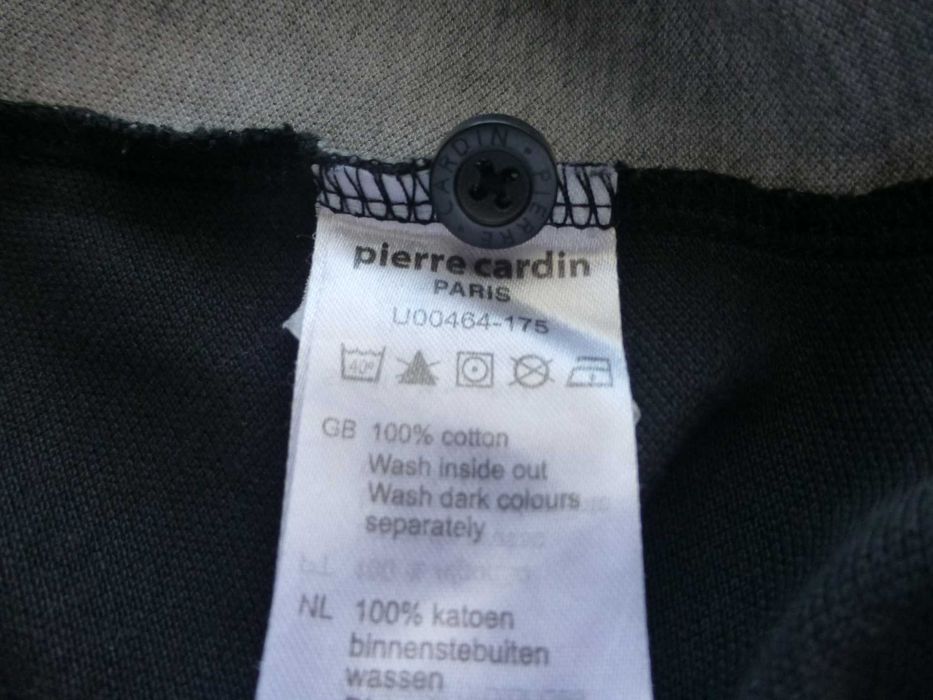 PIERRE • CARDIN •
pierre cardin
PARIS
U00464-175
40º
GB 100% cotton
Wash inside out
Wash dark colours
separately
NL 100% katoen
binnenstebuiten
wassen